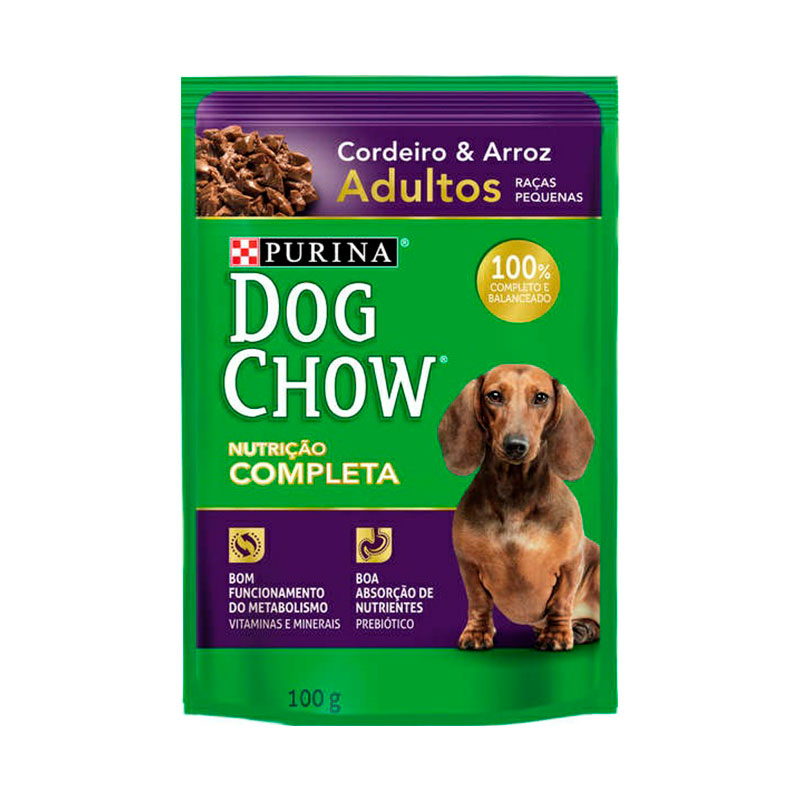 Cordeiro & Arroz
Adultos RAÇAS PEQUENAS
PURINA®
100%
COMPLETO E
BALANCEADO
DOG
CHOW®
NUTRIÇÃO
COMPLETA
BOM
FUNCIONAMENTO
DO METABOLISMO
VITAMINAS E MINERAIS
BOA
ABSORÇÃO DE
NUTRIENTES
PREBIÓTICO
100 g